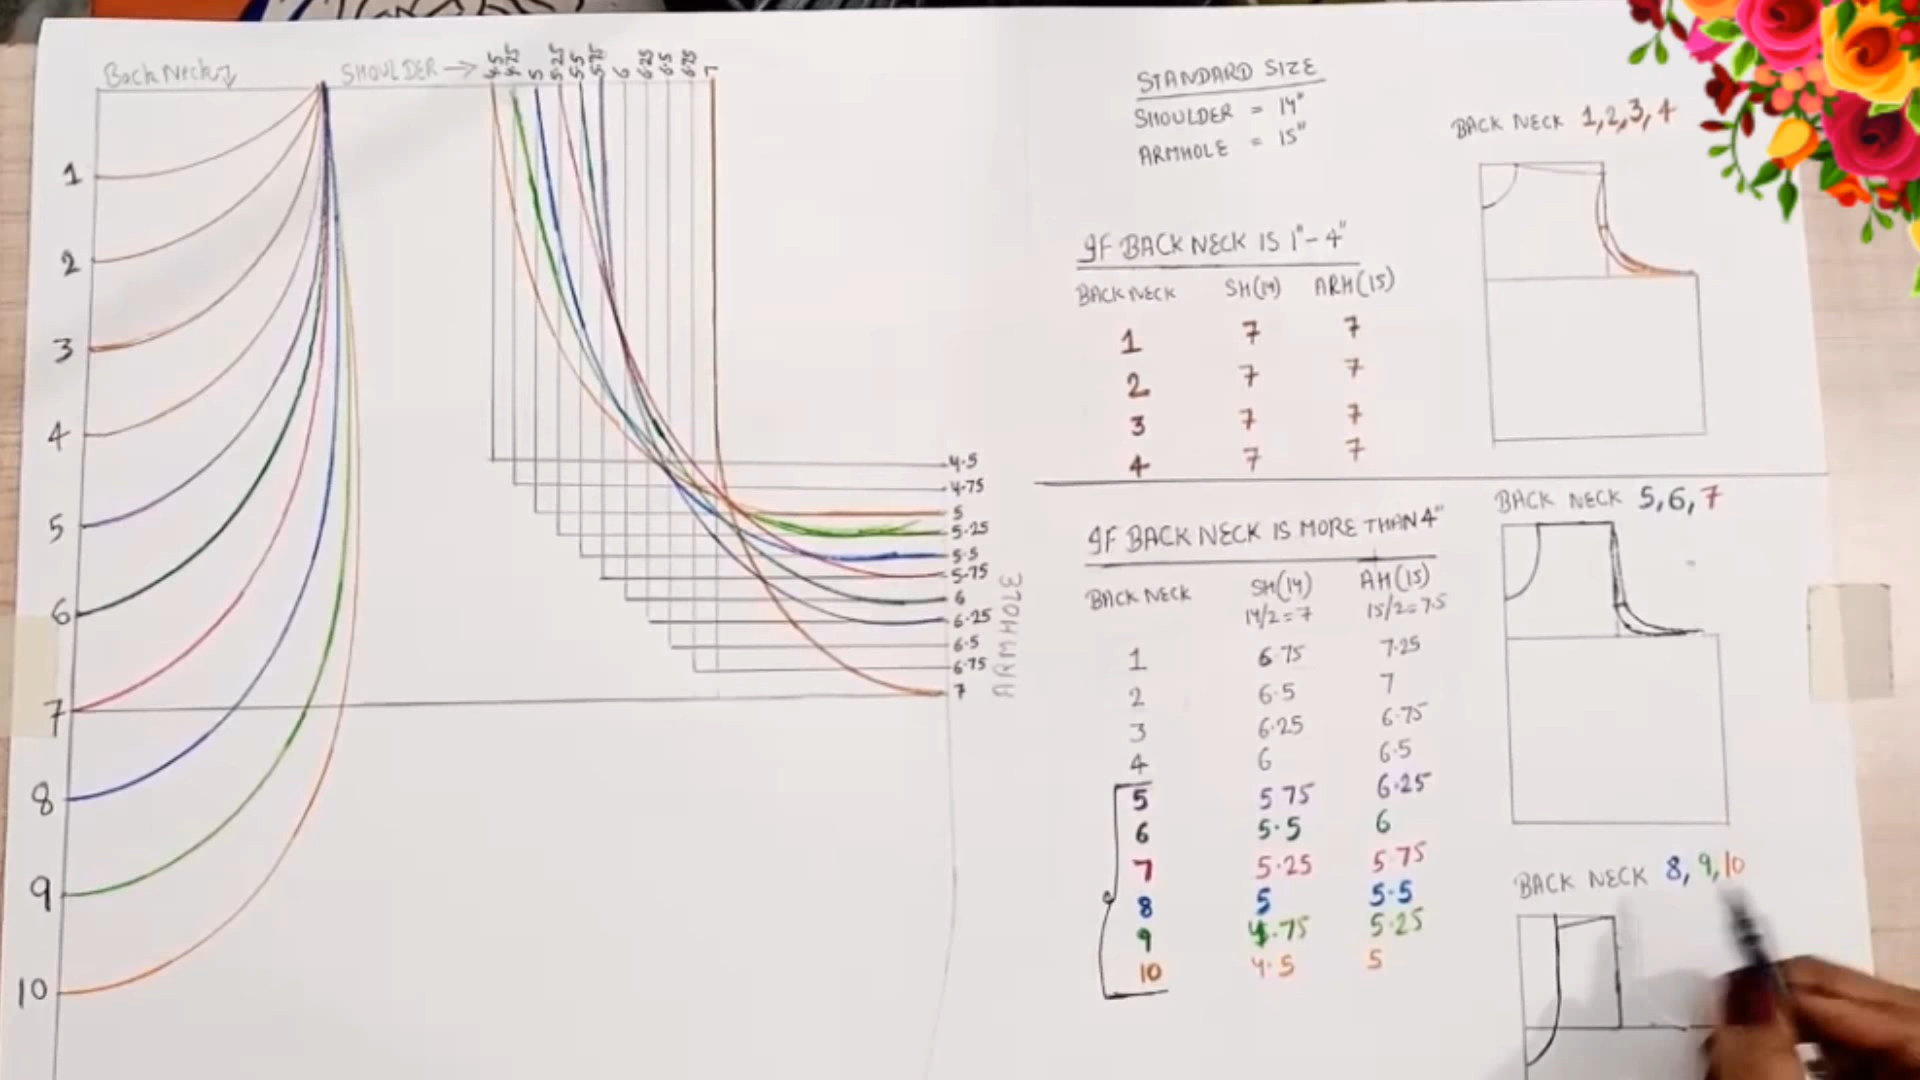 Back Neck
SHOULDER →
4.5 4.75 5 5.25 5.5 5.75 6 6.25 6.5 6.75 7
1
2
3
4
5
6
7
8
9
10
4.5
4.75
5
5.25
5.5
5.75
6
6.25
6.5
6.75
7
ARMHOLE
STANDARD SIZE
SHOULDER = 14"
ARMHOLE = 15"
IF BACK NECK IS 1"-4"
BACK NECK SH(14) ARH(15)
1 7 7
2 7 7
3 7 7
4 7 7
IF BACK NECK IS MORE THAN 4"
BACK NECK SH(14) AH(15)
14/2=7 15/2=7.5
1 6.75 7.25
2 6.5 7
3 6.25 6.75
4 6 6.5
5 5.75 6.25
6 5.5 6
7 5.25 5.75
8 5 5.5
9 4.75 5.25
10 4.5 5
BACK NECK 1,2,3,4
BACK NECK 5,6,7
BACK NECK 8,9,10